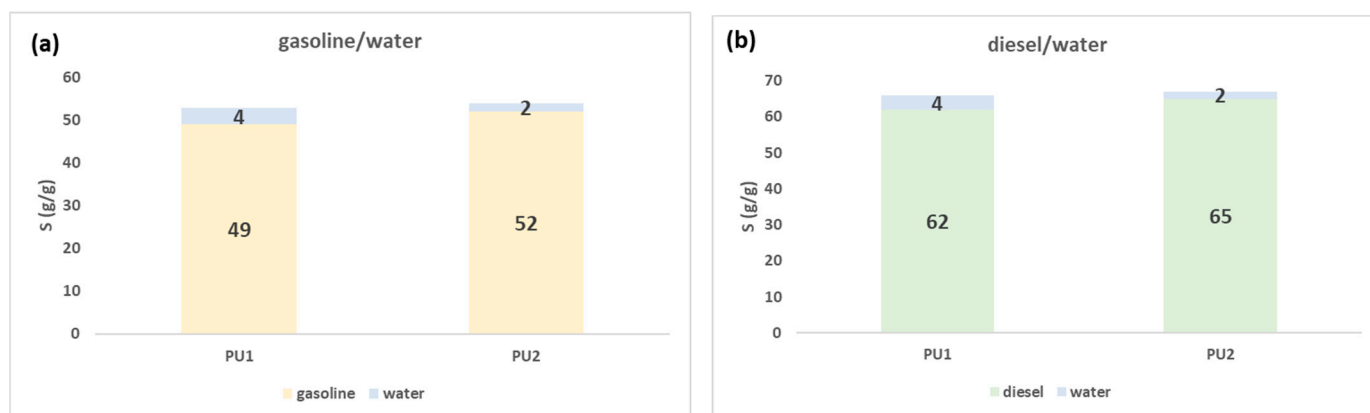 (a)
gasoline/water
60
50
40
30
20
10
0
S (g/g)
4
49
2
52
PU1
PU2
gasoline
water
(b)
diesel/water
70
60
50
40
30
20
10
0
S (g/g)
4
62
2
65
PU1
PU2
diesel
water